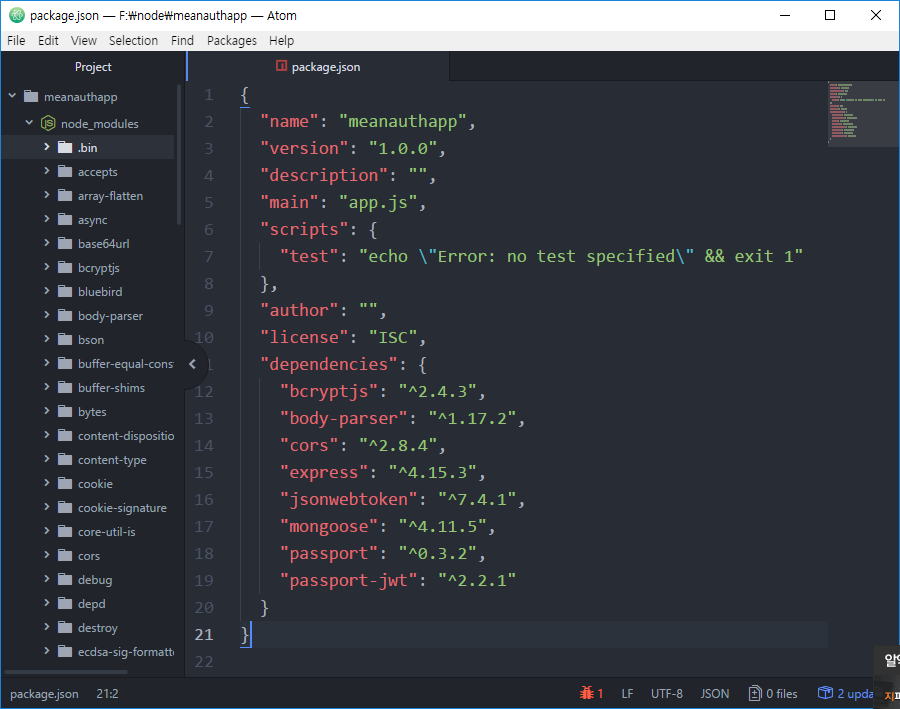 package.json — F:₩node₩meanauthapp — Atom
File Edit View Selection Find Packages Help
Project
package.json
meanauthapp
node_modules
.bin
accepts
array-flatten
async
base64url
bcryptjs
bluebird
body-parser
bson
buffer-equal-cons
buffer-shims
bytes
content-dispositio
content-type
cookie
cookie-signature
core-util-is
cors
debug
depd
destroy
ecdsa-sig-formatte
1 {
2 "name": "meanauthapp",
3 "version": "1.0.0",
4 "description": "",
5 "main": "app.js",
6 "scripts": {
7 "test": "echo \"Error: no test specified\" && exit 1"
8 },
9 "author": "",
10 "license": "ISC",
1 "dependencies": {
12 "bcryptjs": "^2.4.3",
13 "body-parser": "^1.17.2",
14 "cors": "^2.8.4",
15 "express": "^4.15.3",
16 "jsonwebtoken": "^7.4.1",
17 "mongoose": "^4.11.5",
18 "passport": "^0.3.2",
19 "passport-jwt": "^2.2.1"
20 }
21 }
22
package.json 21:2 1 LF UTF-8 JSON 0 files 2 upda